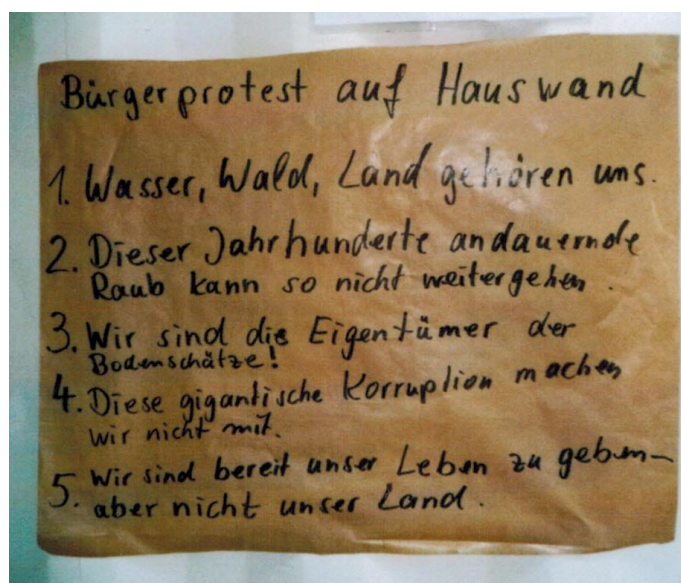 Bürgerprotest auf Hauswand
1. Wasser, Wald, Land gehören uns.
2. Dieser Jahrhunderte andauernde
Raub kann so nicht weitergehen.
3. Wir sind die Eigentümer der
Bodenschätze!
4. Diese gigantische Korruption machen
wir nicht mit.
5. Wir sind bereit unser Leben zu geben-
aber nicht unser Land.